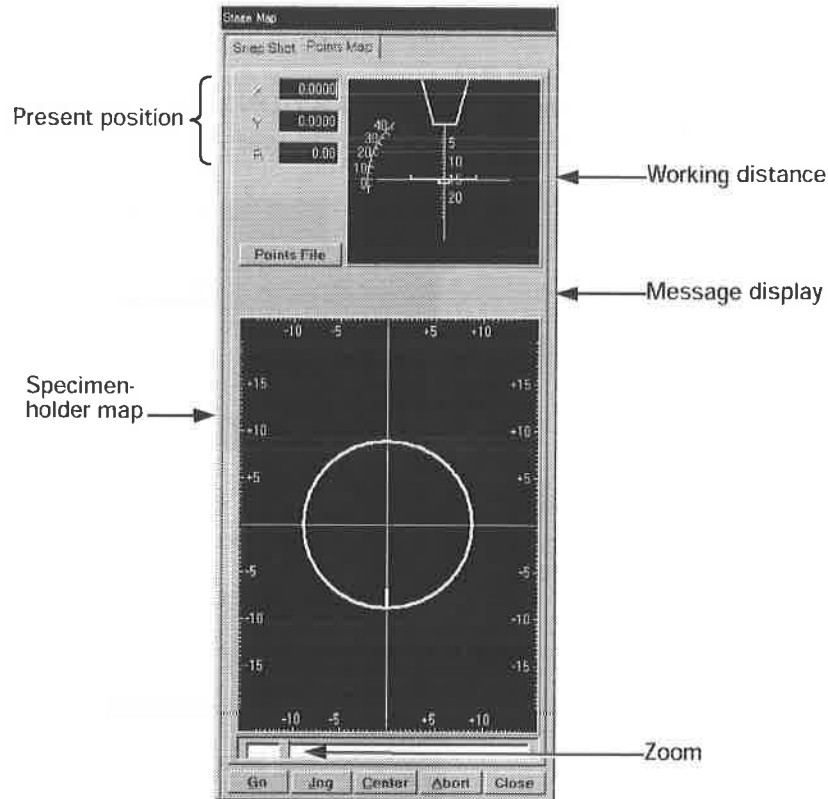 Stage Map
Snap Shot Points Map
Present position
X 0.0000
Y 0.0000
R 0.00
40
30
20
10
0
5
10
15
20
Working distance
Points File
Message display
-10 -5 +5 +10
+15 +15
Specimen-
holder map
+10 +10
+5 +5
-5 -5
-10 -10
-15 -15
-10 -5 +5 +10
Zoom
Go Jog Center Abort Close